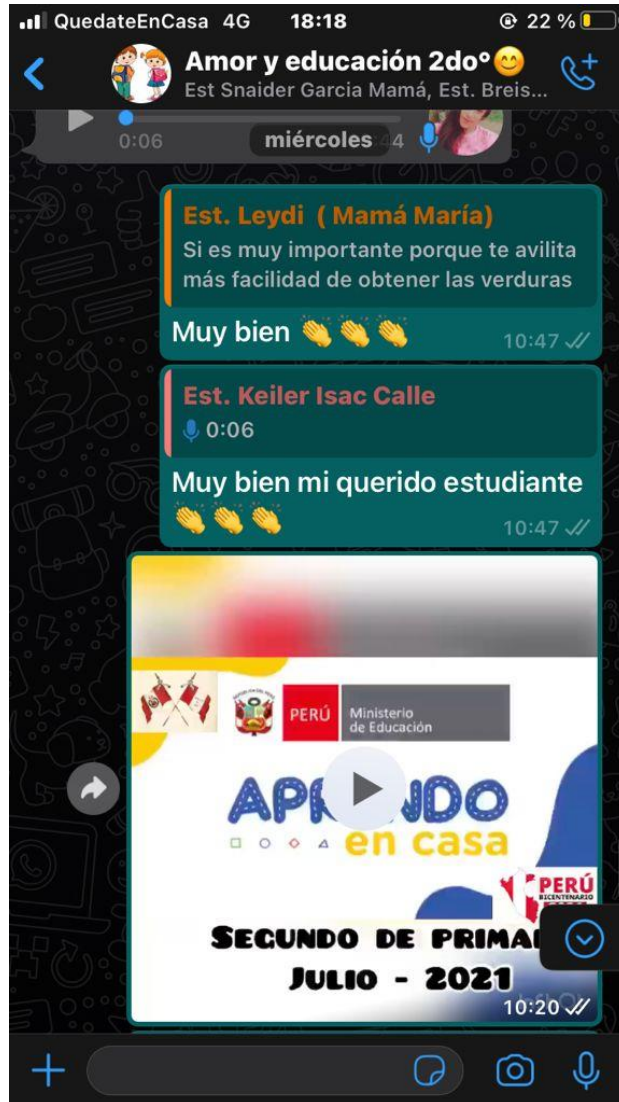 QuedateEnCasa 4G 18:18 22 %
Amor y educación 2do°😊
Est Snaider Garcia Mamá, Est. Breis...
0:06
miércoles
4
Est. Leydi ( Mamá María)
Si es muy importante porque te avilita
más facilidad de obtener las verduras
Muy bien 👏👏👏
10:47
Est. Keiler Isac Calle
0:06
Muy bien mi querido estudiante
👏👏👏
10:47
PERÚ
Ministerio
de Educación
en casa
PERÚ
BICENTENARIO
SEGUNDO DE
JULIO - 2021
10:20